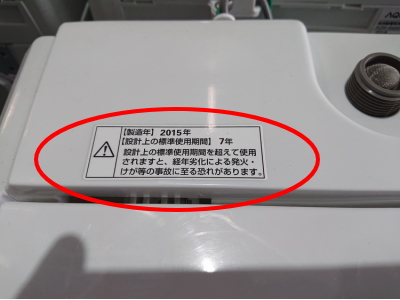 【製造年】2015年
【設計上の標準使用期間】7年
設計上の標準使用期間を超えて使用
されますと、経年劣化による発火・
けが等の事故に至る恐れがあります。